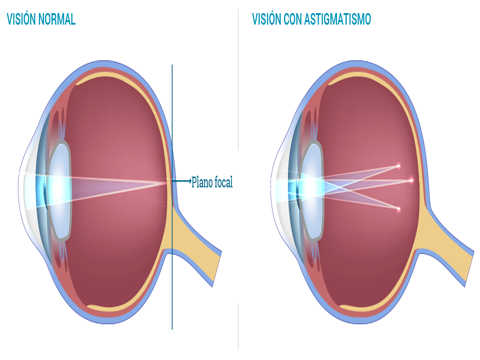 VISIÓN NORMAL
VISIÓN CON ASTIGMATISMO
Plano focal